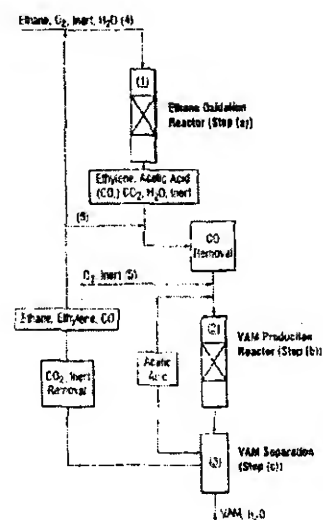 Ethane, O2, Inert, H2O (4)
(1)
Ethane Oxidation
Reactor (Step (a))
Ethylene, Acetic Acid
(CO,) CO2, H2O, Inert
(5)
CO
Removal
O2, Inert (5)
Ethane, Ethylene, CO
(2)
VAM Production
Reactor (Step (b))
Acetic
Acid
CO2, Inert
Removal
(3)
VAM Separation
(Step (c))
VAM, H2O